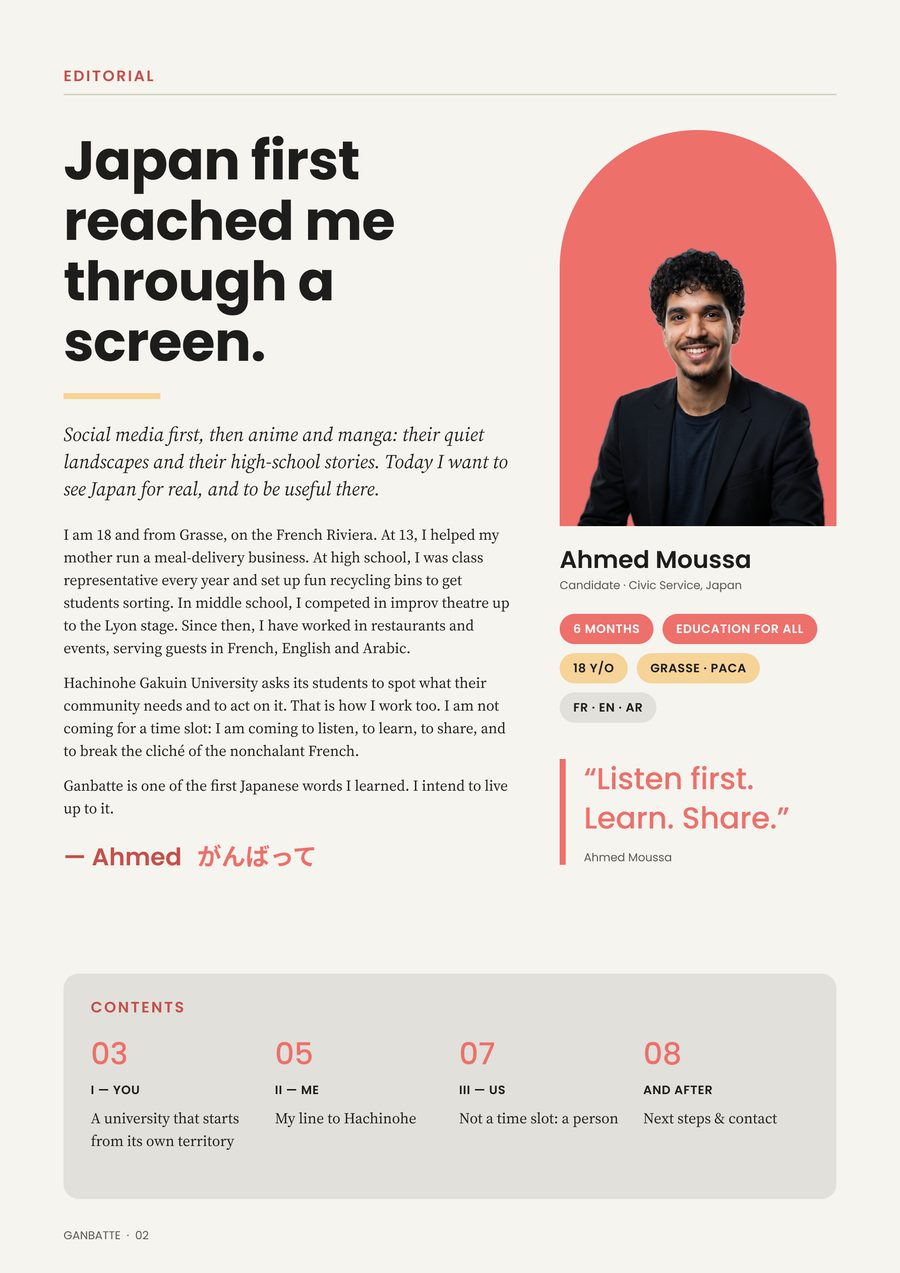 EDITORIAL
Japan first
reached me
through a
screen.
Social media first, then anime and manga: their quiet
landscapes and their high-school stories. Today I want to
see Japan for real, and to be useful there.
I am 18 and from Grasse, on the French Riviera. At 13, I helped my
mother run a meal-delivery business. At high school, I was class
representative every year and set up fun recycling bins to get
students sorting. In middle school, I competed in improv theatre up
to the Lyon stage. Since then, I have worked in restaurants and
events, serving guests in French, English and Arabic.
Hachinohe Gakuin University asks its students to spot what their
community needs and to act on it. That is how I work too. I am not
coming for a time slot: I am coming to listen, to learn, to share, and
to break the cliché of the nonchalant French.
Ganbatte is one of the first Japanese words I learned. I intend to live
up to it.
— Ahmed がんばって
Ahmed Moussa
Candidate · Civic Service, Japan
6 MONTHS
EDUCATION FOR ALL
18 Y/O
GRASSE · PACA
FR · EN · AR
“Listen first.
Learn. Share.”
Ahmed Moussa
CONTENTS
03
I — YOU
A university that starts
from its own territory
05
II — ME
My line to Hachinohe
07
III — US
Not a time slot: a person
08
AND AFTER
Next steps & contact
GANBATTE · 02